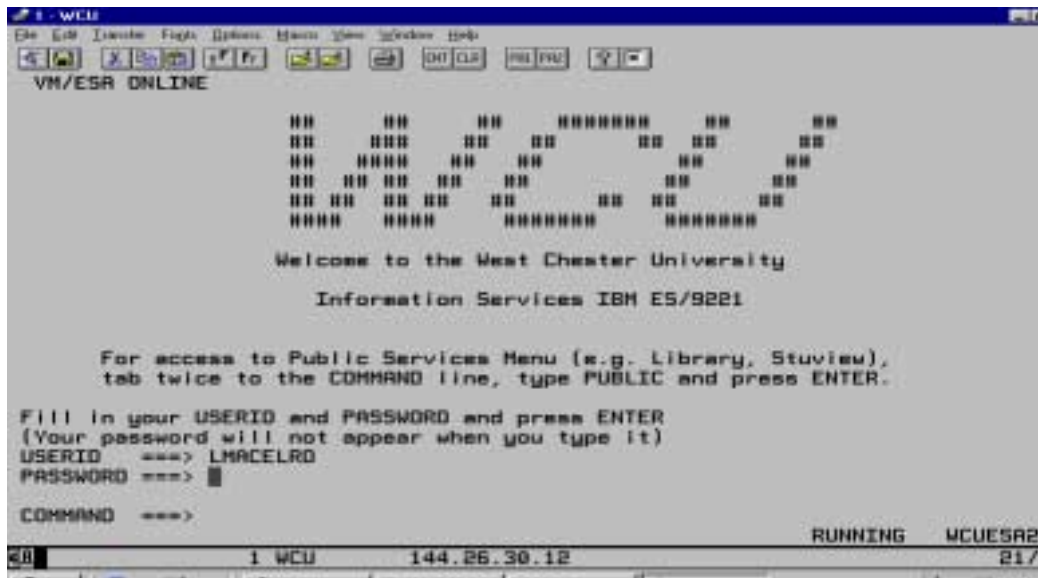 1 - WCU
File Edit Transfer Fonts Options Macro View Window Help
VM/ESA ONLINE
WCU
Welcome to the West Chester University
Information Services IBM ES/9221
For access to Public Services Menu (e.g. Library, Stuview),
tab twice to the COMMAND line, type PUBLIC and press ENTER.
Fill in your USERID and PASSWORD and press ENTER
(Your password will not appear when you type it)
USERID ===> LMACELRO
PASSWORD ===>
COMMAND ===>
RUNNING WCUESA2
1 WCU 144.26.30.12 21/